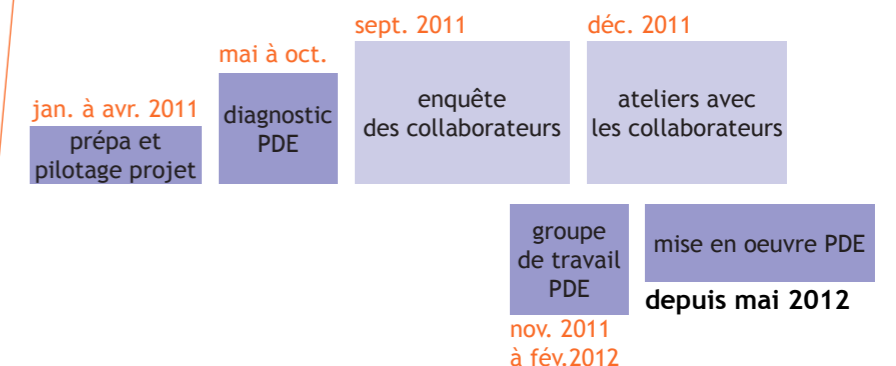 jan. à avr. 2011
prépa et
pilotage projet
mai à oct.
diagnostic
PDE
sept. 2011
enquête
des collaborateurs
déc. 2011
ateliers avec
les collaborateurs
groupe
de travail
PDE
nov. 2011
à fév.2012
mise en oeuvre PDE
depuis mai 2012